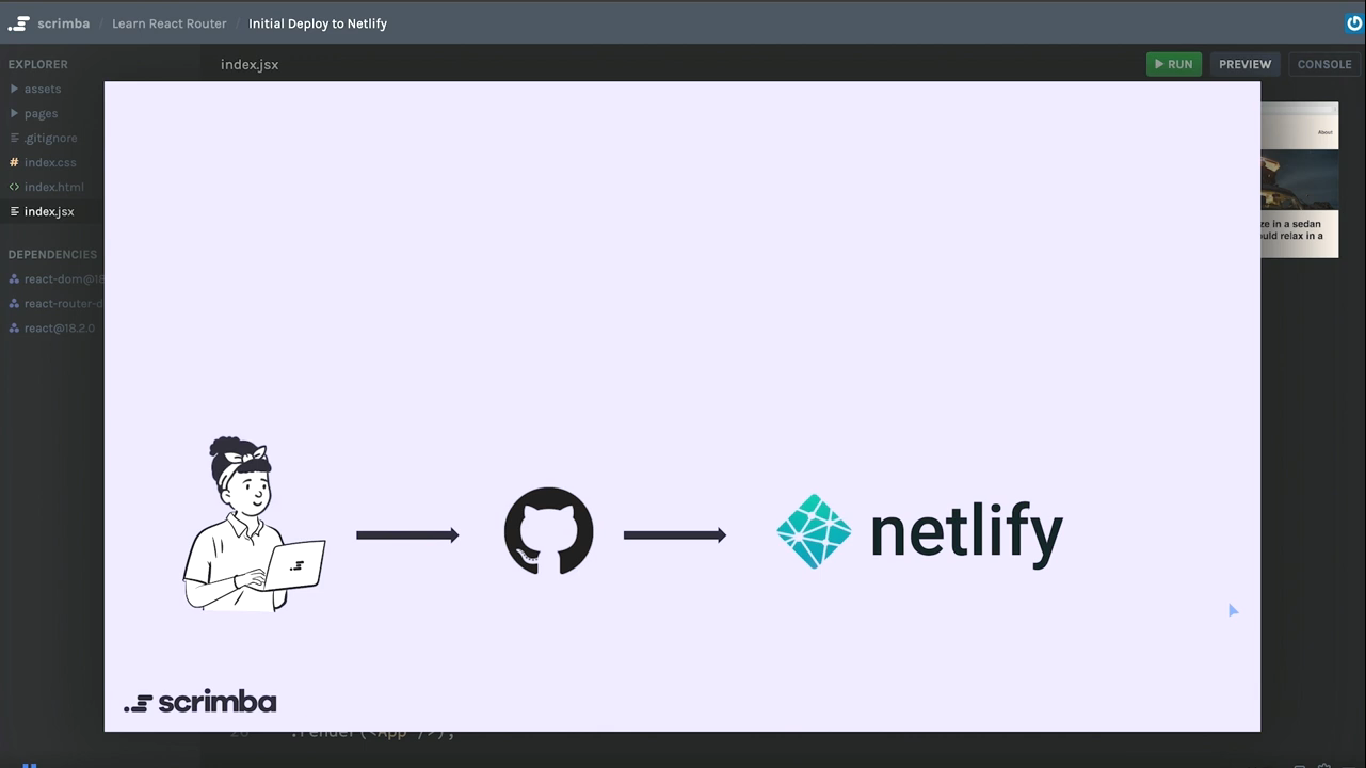 scrimba / Learn React Router / Initial Deploy to Netlify
EXPLORER
index.jsx
RUN
PREVIEW
CONSOLE
assets
pages
.gitignore
index.css
index.html
index.jsx
DEPENDENCIES
react-dom@18
react-router-d
react@18.2.0
About
ze in a sedan
uld relax in a
netlify
scrimba
.render(<App />);